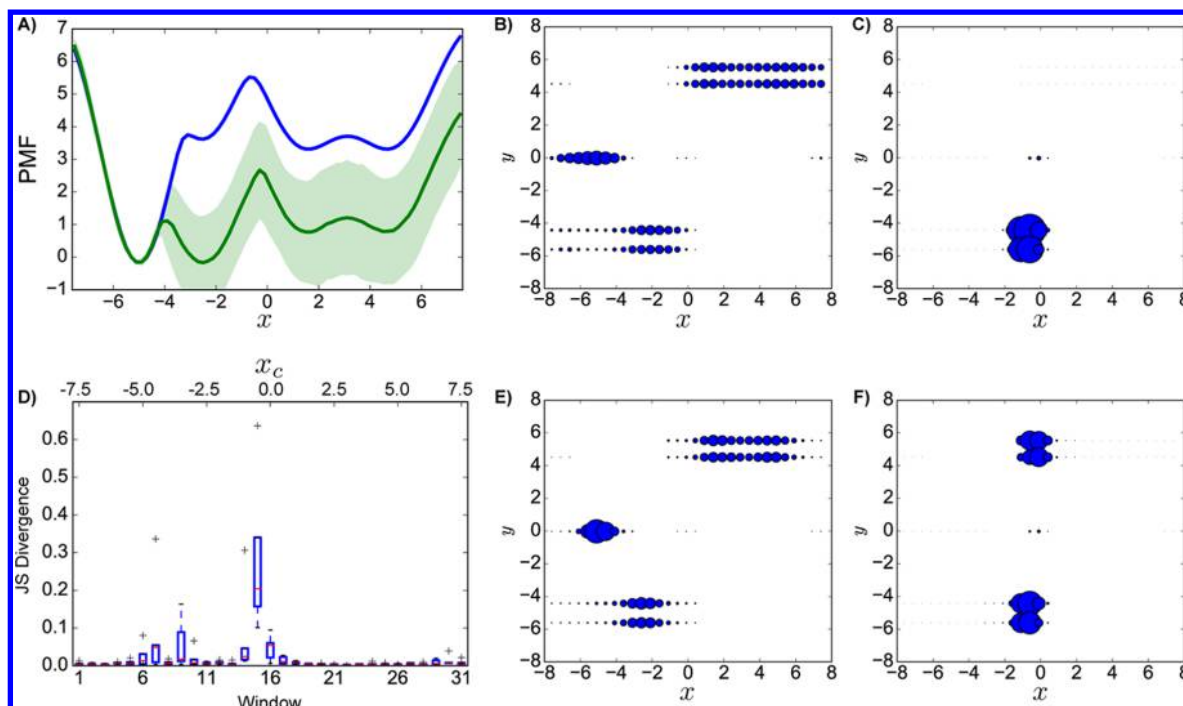 A)
7
6
5
4
3
2
1
0
−1
PMF
−6 −4 −2 0 2 4 6
x
B)
8
6
4
2
0
−2
−4
−6
−8
y
−8 −6 −4 −2 0 2 4 6 8
x
C)
8
6
4
2
0
−2
−4
−6
−8
y
−8 −6 −4 −2 0 2 4 6 8
x
D)
x_c
-7.5 -5.0 -2.5 0.0 2.5 5.0 7.5
0.6
0.5
0.4
0.3
0.2
0.1
0.0
JS Divergence
1 6 11 16 21 26 31
Window
E)
8
6
4
2
0
−2
−4
−6
−8
y
−8 −6 −4 −2 0 2 4 6 8
x
F)
8
6
4
2
0
−2
−4
−6
−8
y
−8 −6 −4 −2 0 2 4 6 8
x